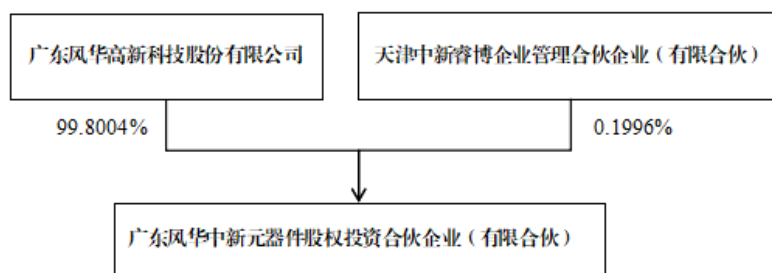 广东风华高新科技股份有限公司
天津中新睿博企业管理合伙企业（有限合伙）
99.8004%
0.1996%
广东风华中新元器件股权投资合伙企业（有限合伙）